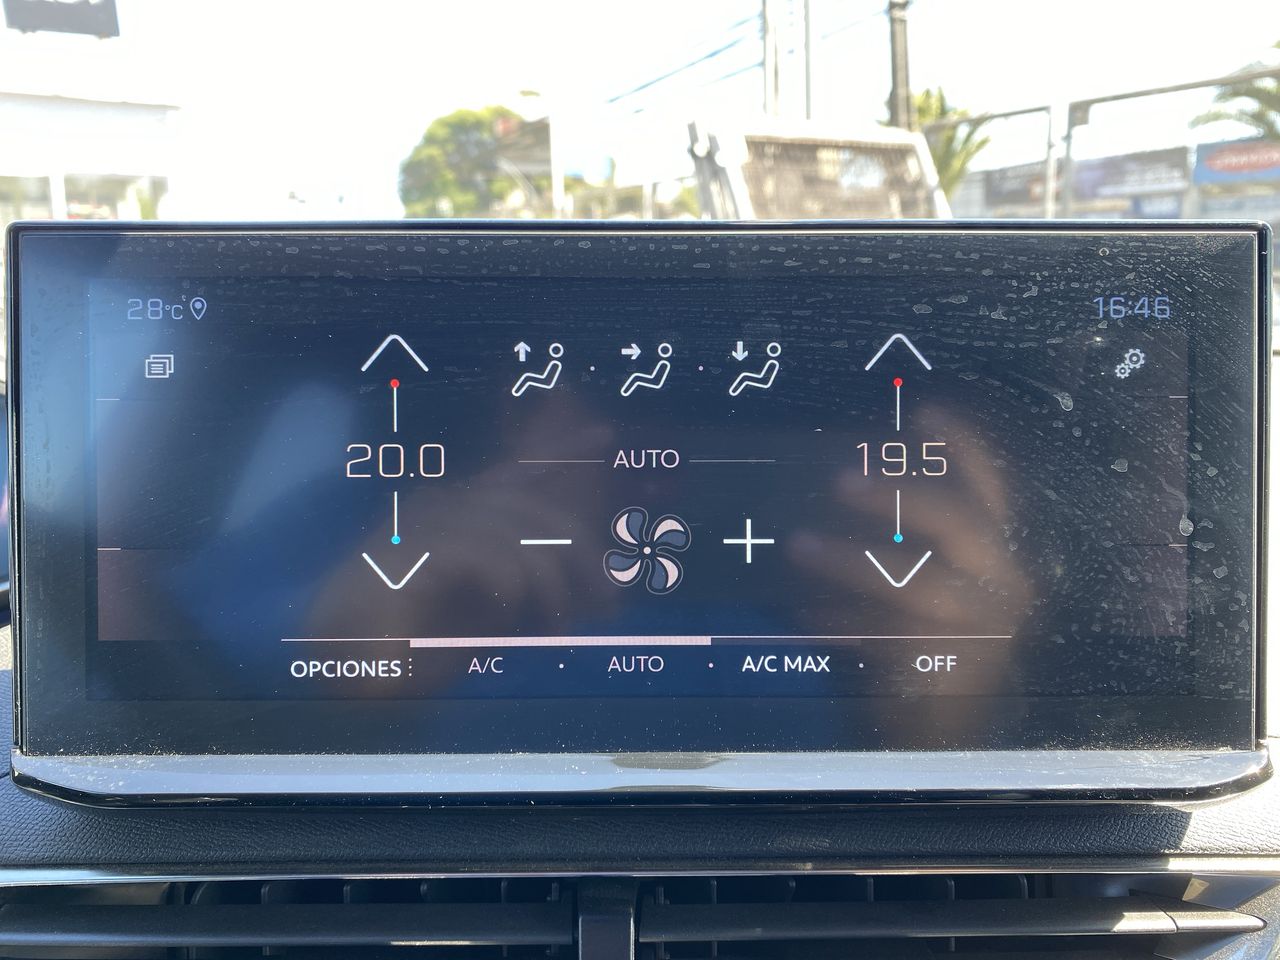 28°C
16:46
20.0
AUTO
19.5
OPCIONES
A/C · AUTO · A/C MAX · OFF